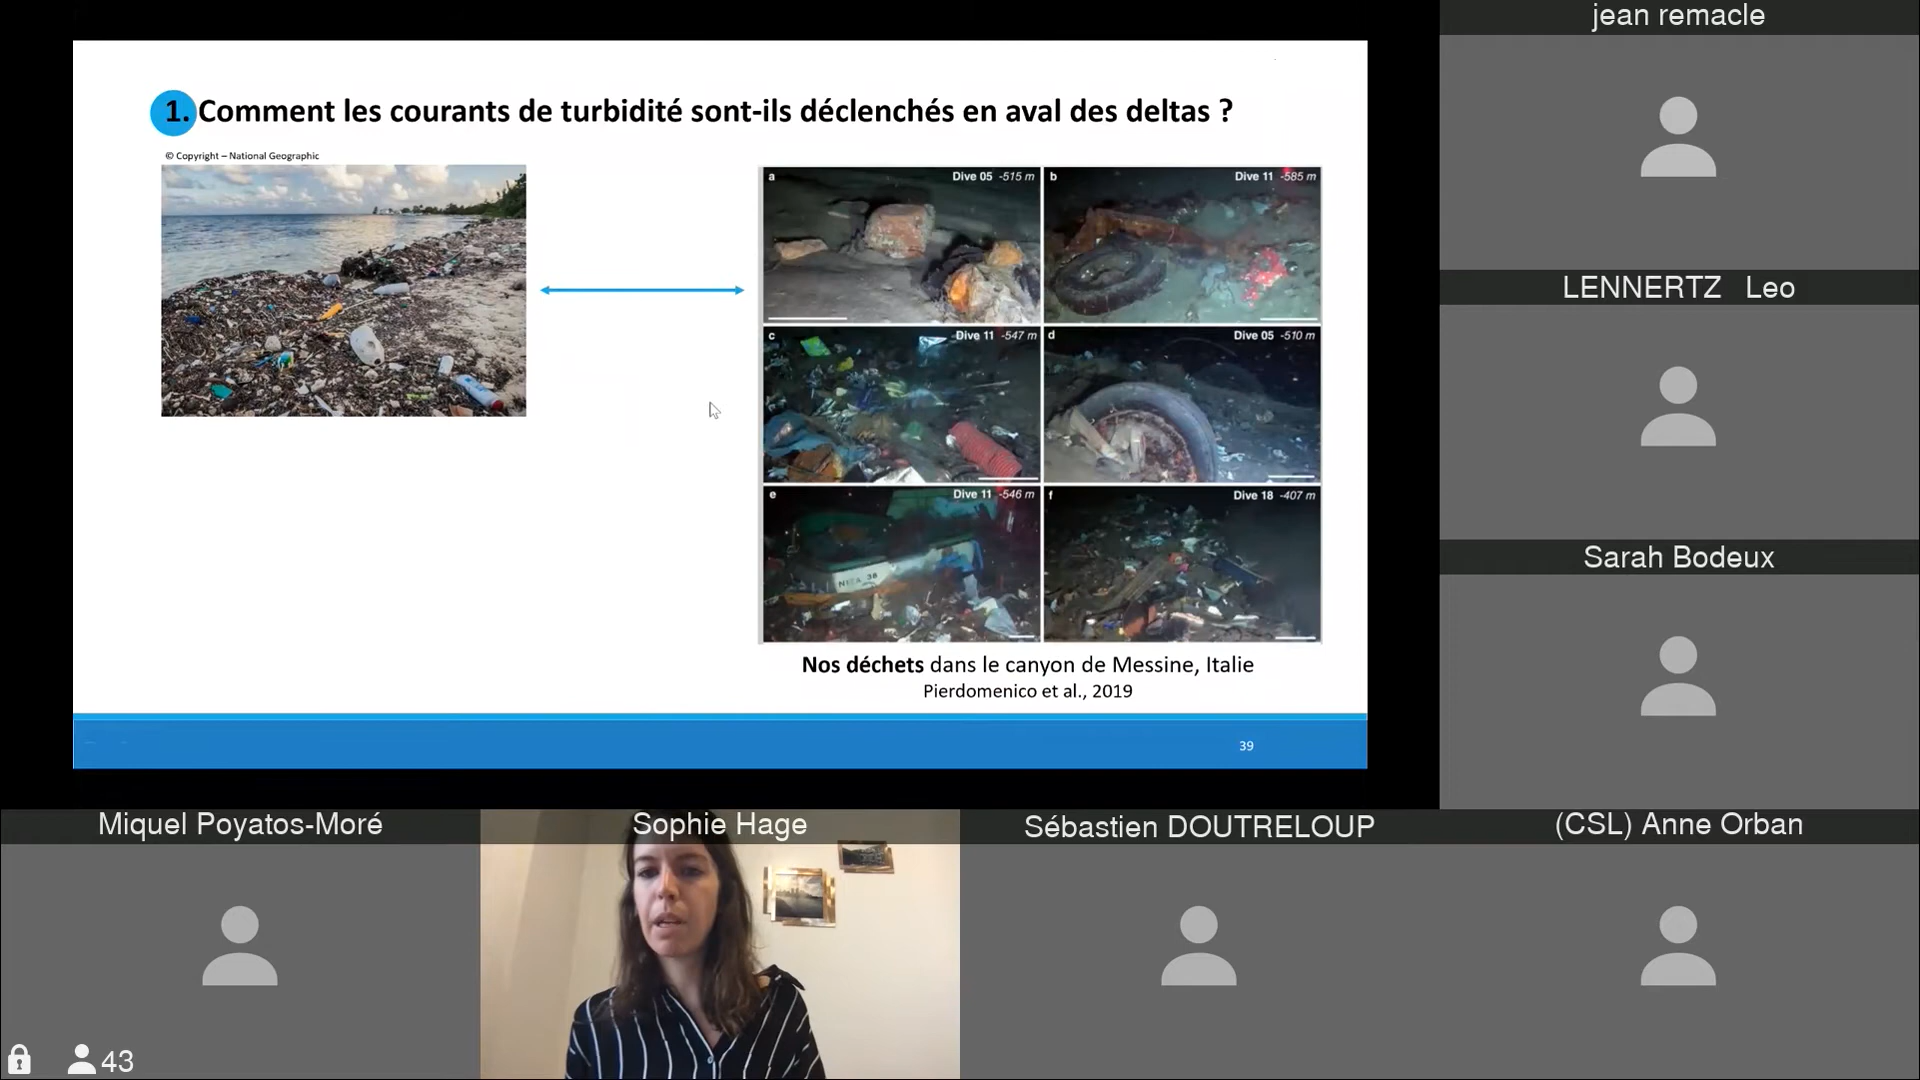 jean remacle
1. Comment les courants de turbidité sont-ils déclenchés en aval des deltas ?
© Copyright – National Geographic
a Dive 05 -515 m
b Dive 11 -585 m
c Dive 11 -547 m
d Dive 05 -510 m
e Dive 11 -546 m
f Dive 18 -407 m
Nos déchets dans le canyon de Messine, Italie
Pierdomenico et al., 2019
39
LENNERTZ Leo
Sarah Bodeux
Miquel Poyatos-Moré
Sophie Hage
Sébastien DOUTRELOUP
(CSL) Anne Orban
43